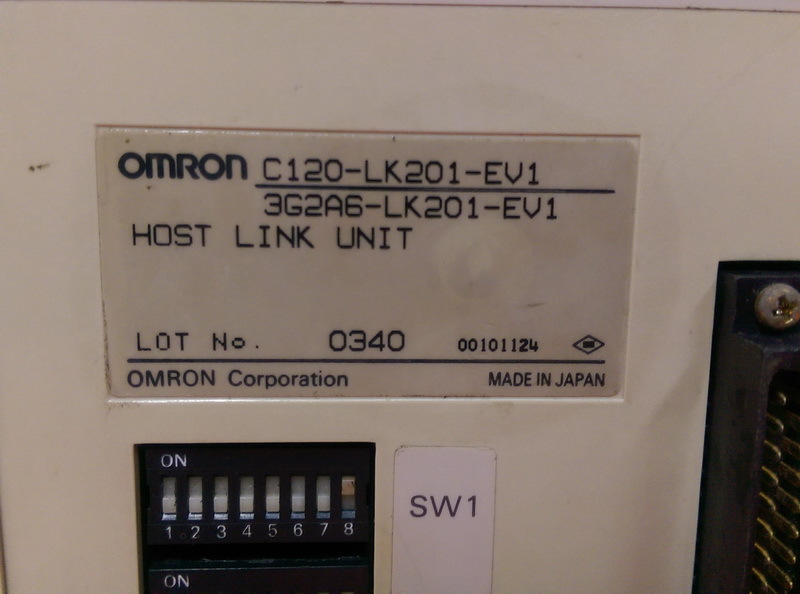 OMRON C120-LK201-EV1
3G2A6-LK201-EV1
HOST LINK UNIT
LOT No. 0340 00101124
OMRON Corporation MADE IN JAPAN
ON
1 2 3 4 5 6 7 8
SW1
ON